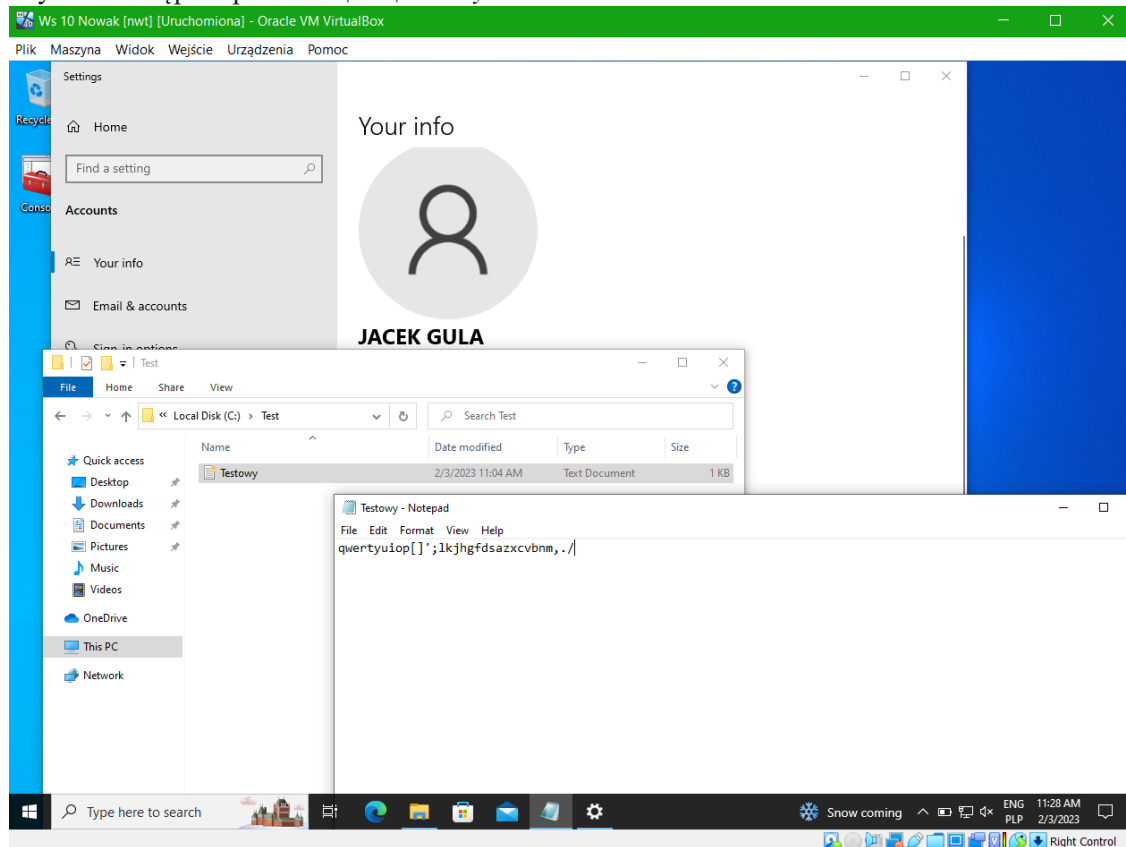 Ws 10 Nowak [nwt] [Uruchomiona] - Oracle VM VirtualBox
Plik Maszyna Widok Wejście Urządzenia Pomoc
Settings
Home
Find a setting
Accounts
Your info
Email & accounts
Sign-in options
Your info
JACEK GULA
Test
File Home Share View
« Local Disk (C:) › Test
Search Test
Name Date modified Type Size
Testowy 2/3/2023 11:04 AM Text Document 1 KB
Quick access
Desktop
Downloads
Documents
Pictures
Music
Videos
OneDrive
This PC
Network
Testowy - Notepad
File Edit Format View Help
qwertyuiop[]';lkjhgfdsazxcvbnm,./
Type here to search
Snow coming
ENG 11:28 AM
PLP 2/3/2023
Right Control